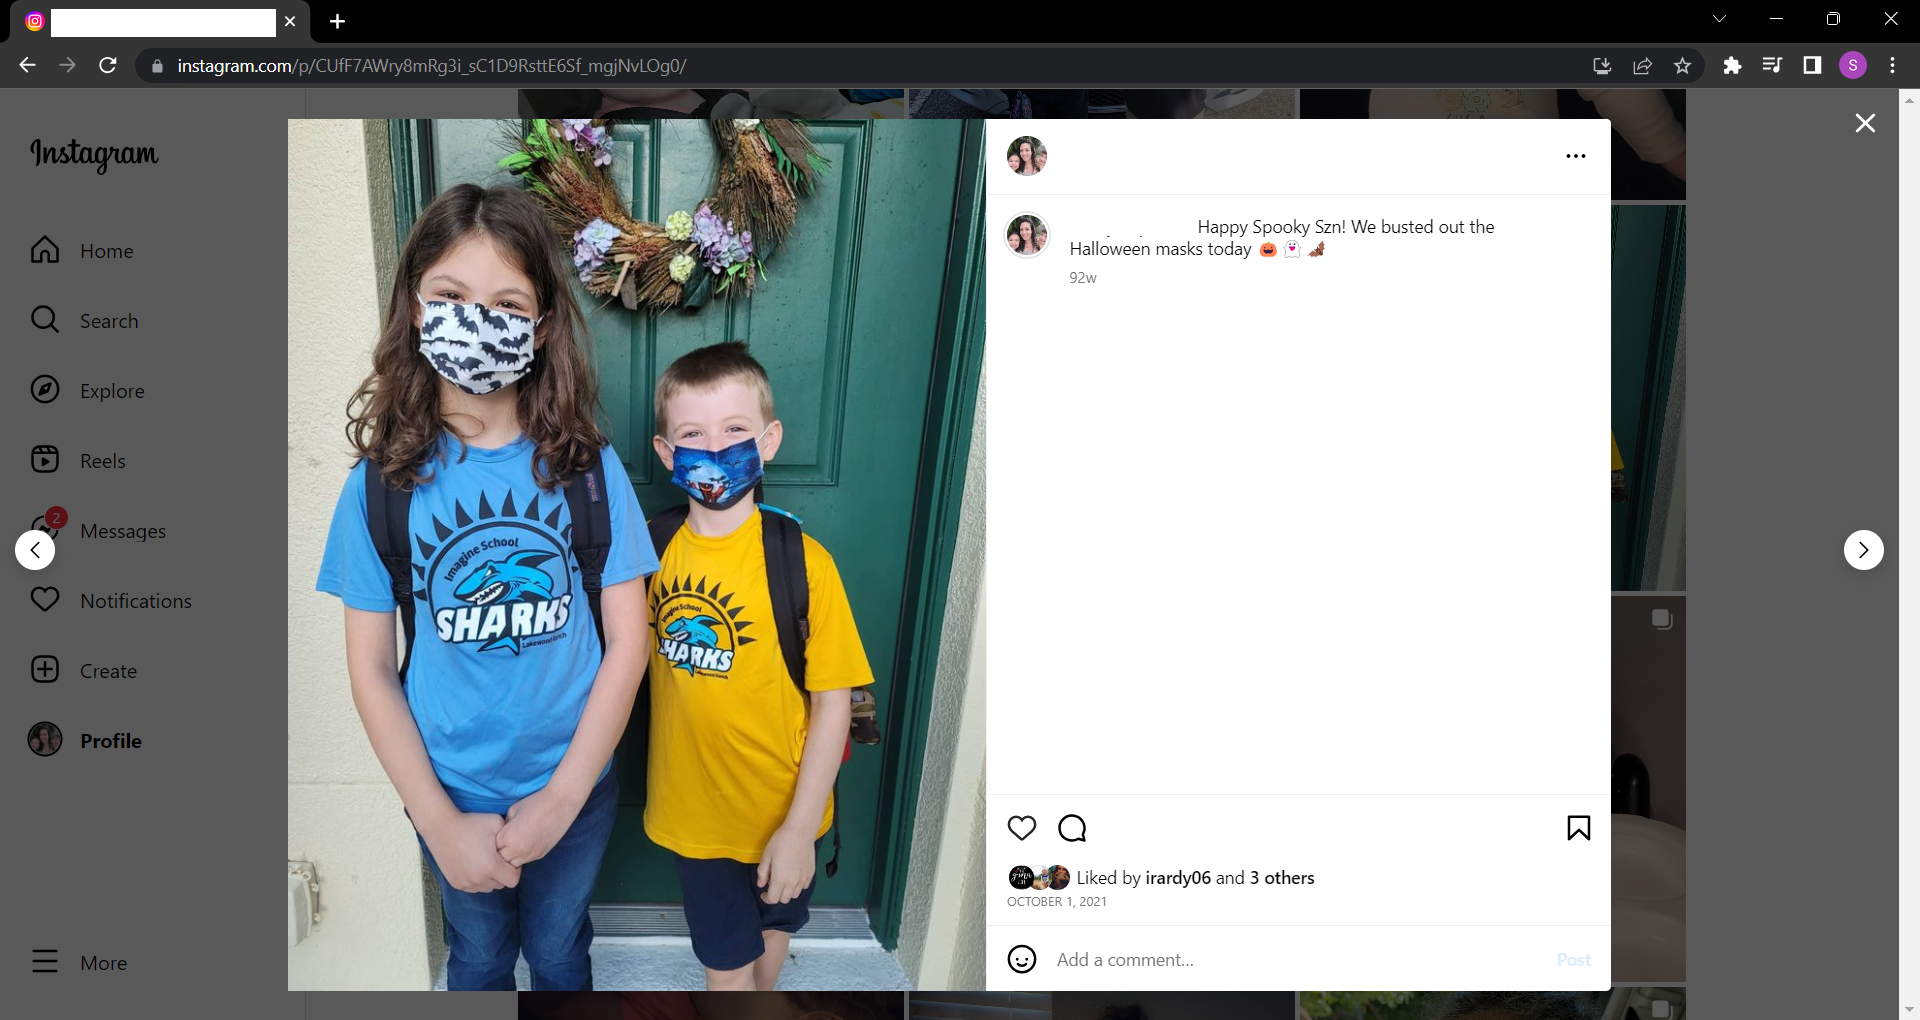 instagram.com/p/CUfF7AWry8mRg3i_sC1D9RsttE6Sf_mgjNvLOg0/
S
Instagram
Home
Search
Explore
Reels
2
Messages
Notifications
Create
Profile
More
Imagine School
SHARKS
Lakewood Ranch
Imagine School
SHARKS
Lakewood Ranch
Happy Spooky Szn! We busted out the
Halloween masks today 🎃 👻 🦇
92w
Liked by irardy06 and 3 others
OCTOBER 1, 2021
Add a comment...
Post